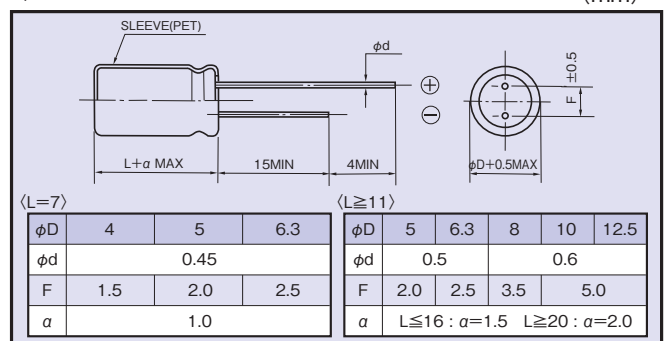 (mm)
SLEEVE(PET)
φd
⊕
⊖
F ±0.5
L+α MAX 15MIN 4MIN φD+0.5MAX
〈L=7〉
φD 4 5 6.3
φd 0.45
F 1.5 2.0 2.5
α 1.0
〈L≧11〉
φD 5 6.3 8 10 12.5
φd 0.5 0.6
F 2.0 2.5 3.5 5.0
α L≦16 : α=1.5 L≧20 : α=2.0